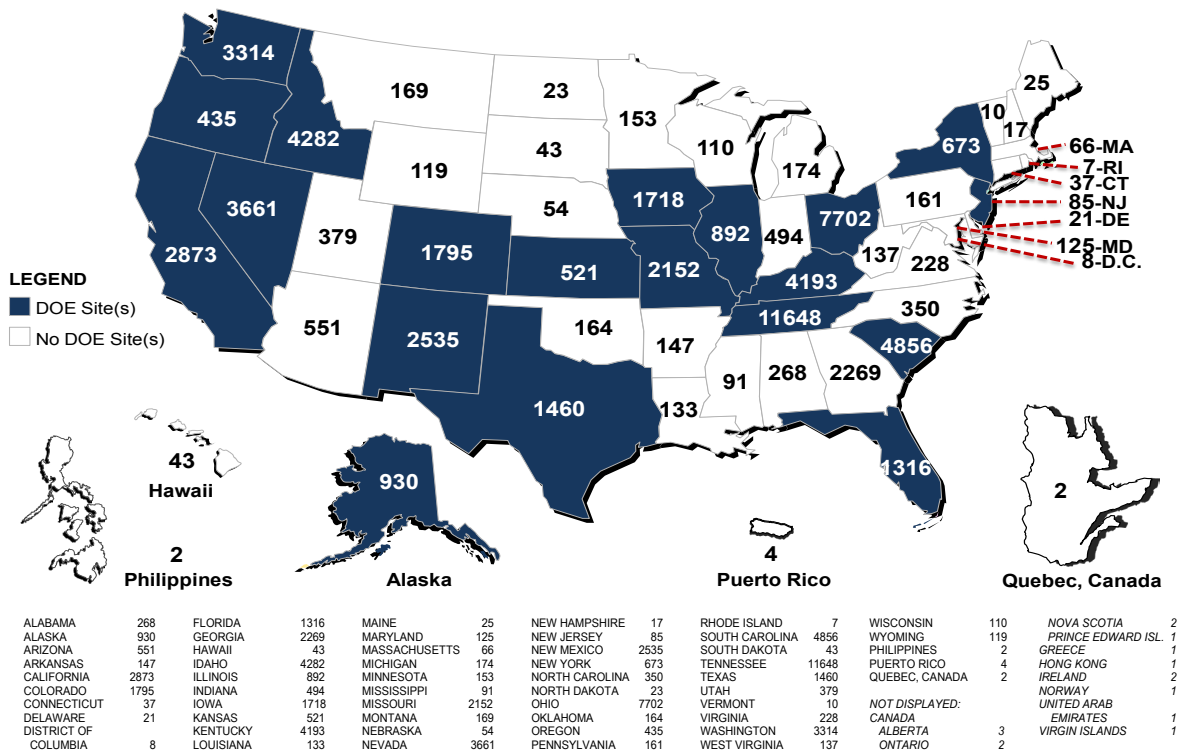 3314
435
4282
169
23
153
119
43
110
174
25
10
17
673
66-MA
7-RI
37-CT
85-NJ
21-DE
125-MD
8-D.C.
3661
2873
379
1795
54
1718
892
494
7702
161
137
228
521
2152
4193
350
551
2535
164
147
11648
4856
91
268
2269
133
1460
1316
LEGEND
DOE Site(s)
No DOE Site(s)
43
Hawaii
2
Philippines
930
Alaska
4
Puerto Rico
2
Quebec, Canada
ALABAMA 268
ALASKA 930
ARIZONA 551
ARKANSAS 147
CALIFORNIA 2873
COLORADO 1795
CONNECTICUT 37
DELAWARE 21
DISTRICT OF
COLUMBIA 8
FLORIDA 1316
GEORGIA 2269
HAWAII 43
IDAHO 4282
ILLINOIS 892
INDIANA 494
IOWA 1718
KANSAS 521
KENTUCKY 4193
LOUISIANA 133
MAINE 25
MARYLAND 125
MASSACHUSETTS 66
MICHIGAN 174
MINNESOTA 153
MISSISSIPPI 91
MISSOURI 2152
MONTANA 169
NEBRASKA 54
NEVADA 3661
NEW HAMPSHIRE 17
NEW JERSEY 85
NEW MEXICO 2535
NEW YORK 673
NORTH CAROLINA 350
NORTH DAKOTA 23
OHIO 7702
OKLAHOMA 164
OREGON 435
PENNSYLVANIA 161
RHODE ISLAND 7
SOUTH CAROLINA 4856
SOUTH DAKOTA 43
TENNESSEE 11648
TEXAS 1460
UTAH 379
VERMONT 10
VIRGINIA 228
WASHINGTON 3314
WEST VIRGINIA 137
WISCONSIN 110
WYOMING 119
PHILIPPINES 2
PUERTO RICO 4
QUEBEC, CANADA 2
NOT DISPLAYED:
CANADA
ALBERTA 3
ONTARIO 2
NOVA SCOTIA 2
PRINCE EDWARD ISL. 1
GREECE 1
HONG KONG 1
IRELAND 2
NORWAY 1
UNITED ARAB
EMIRATES 1
VIRGIN ISLANDS 1